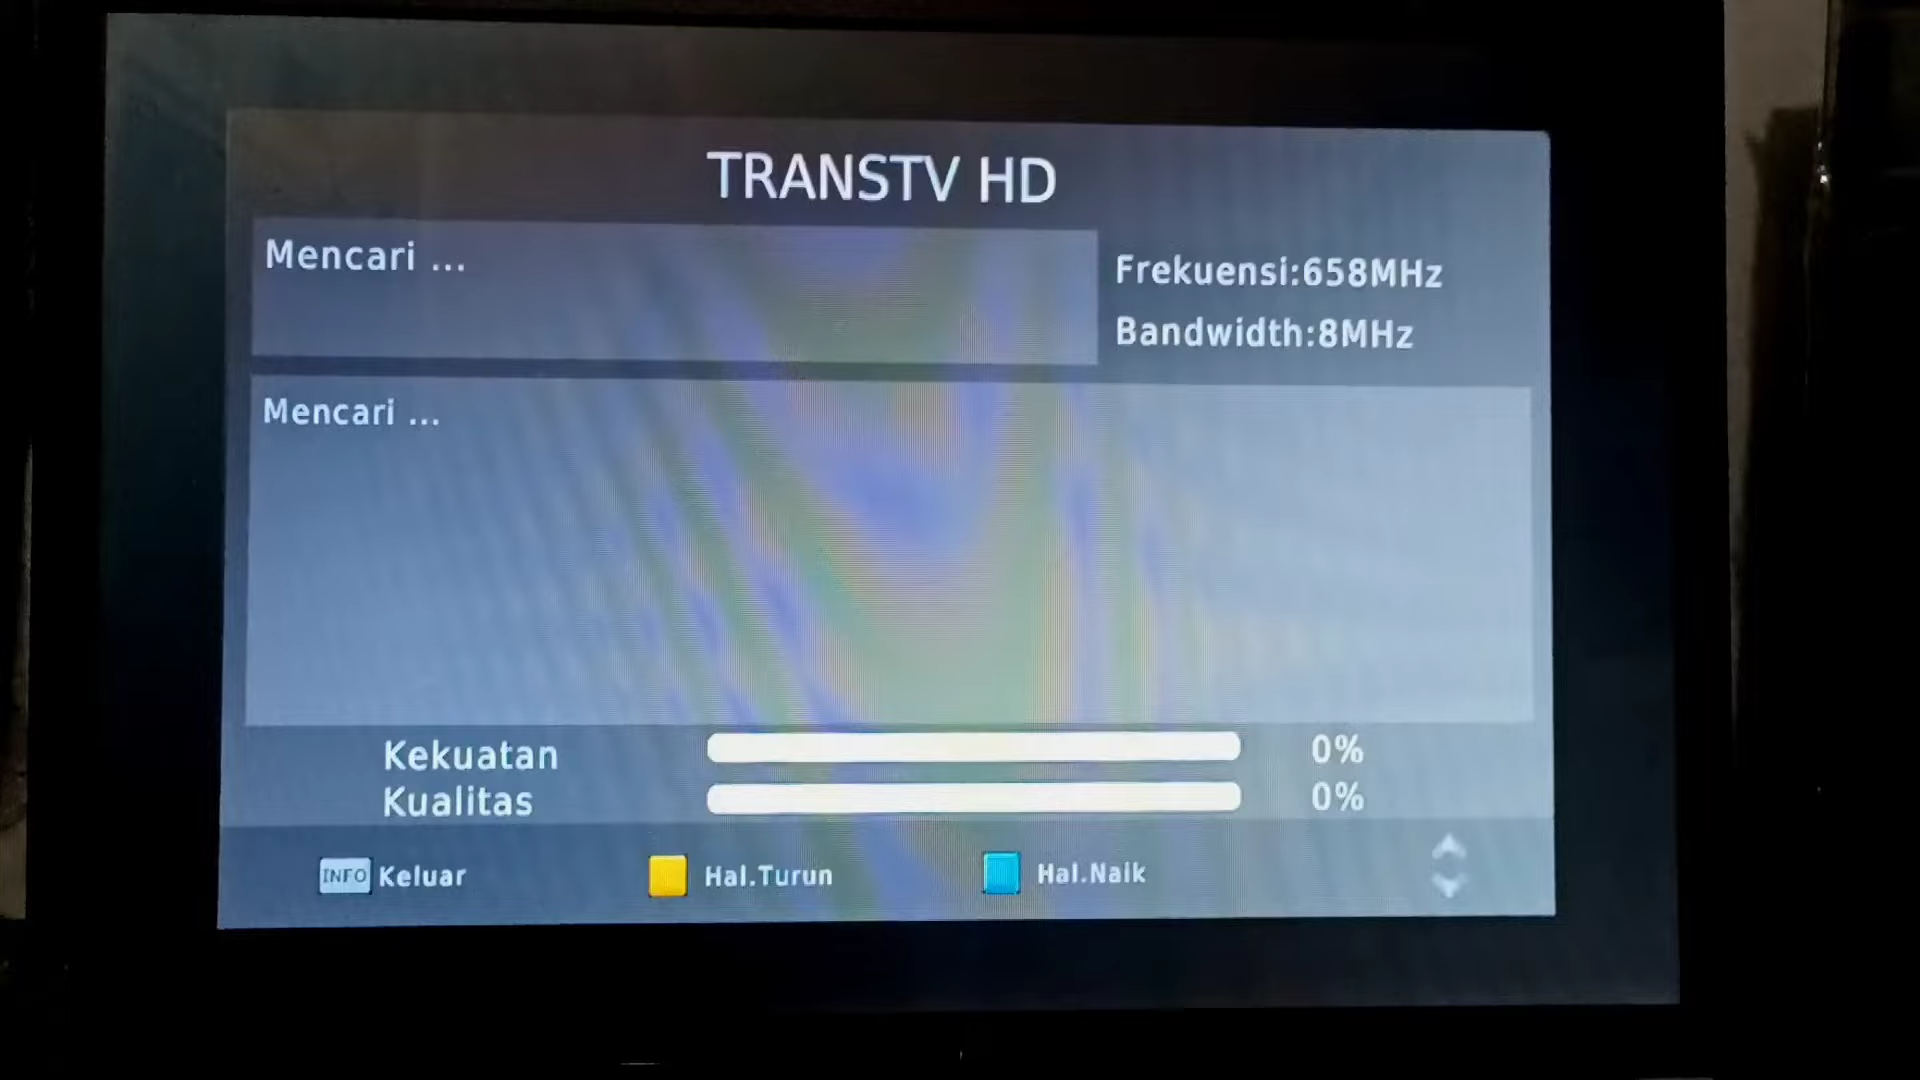 TRANSTV HD
Mencari ...
Frekuensi:658MHz
Bandwidth:8MHz
Mencari ...
Kekuatan 0%
Kualitas 0%
INFO Keluar Hal.Turun Hal.Naik